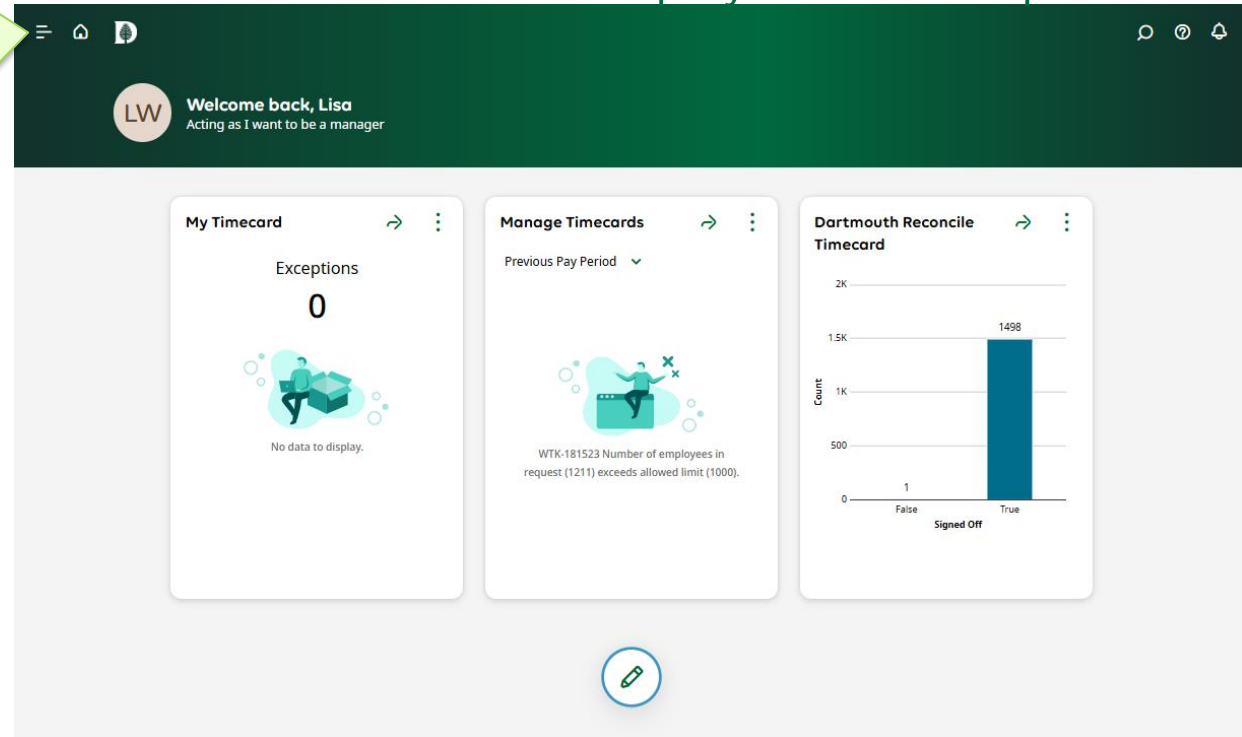 LW
Welcome back, Lisa
Acting as I want to be a manager
My Timecard
Exceptions
0
No data to display.
Manage Timecards
Previous Pay Period
WTK-181523 Number of employees in
request (1211) exceeds allowed limit (1000).
Dartmouth Reconcile
Timecard
2K
1.5K
1K
500
0
Count
1498
1
False
True
Signed Off